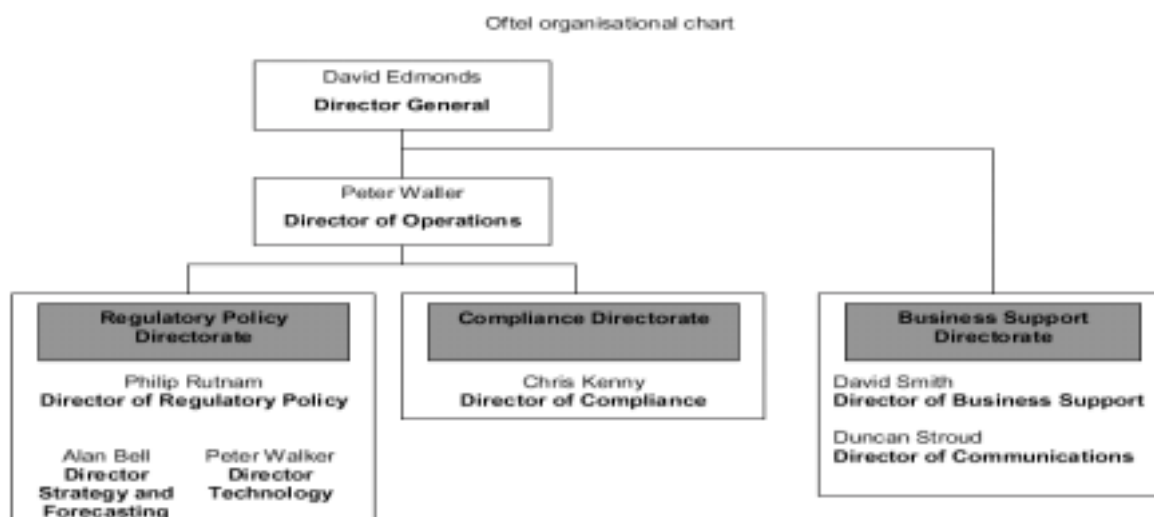 Oftel organisational chart
David Edmonds
Director General
Peter Waller
Director of Operations
Regulatory Policy
Directorate
Philip Rutnam
Director of Regulatory Policy
Alan Bell
Director
Strategy and
Forecasting
Peter Walker
Director
Technology
Compliance Directorate
Chris Kenny
Director of Compliance
Business Support
Directorate
David Smith
Director of Business Support
Duncan Stroud
Director of Communications